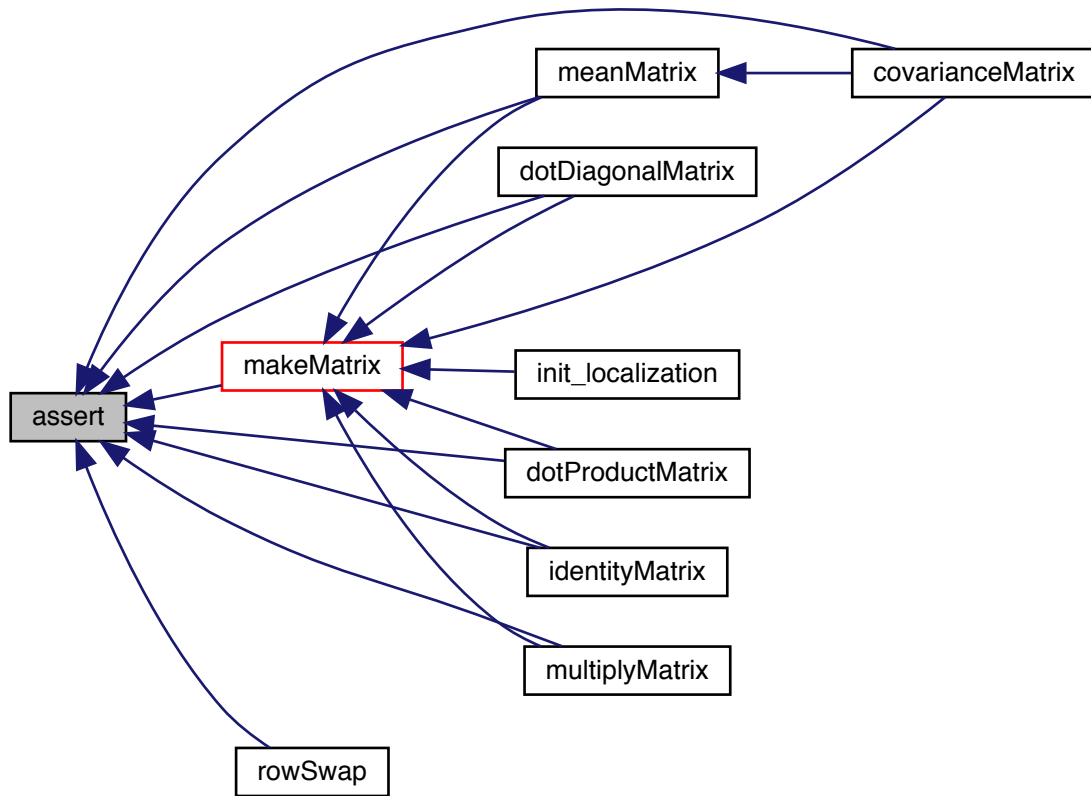 meanMatrix
covarianceMatrix
dotDiagonalMatrix
makeMatrix
init_localization
assert
dotProductMatrix
identityMatrix
multiplyMatrix
rowSwap